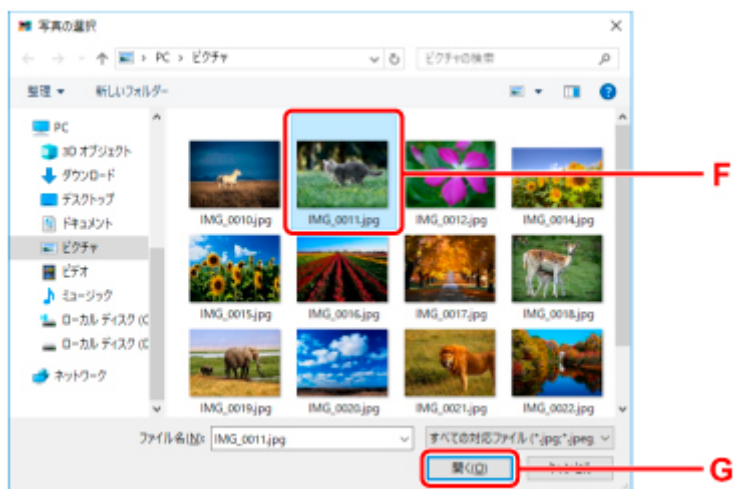 写真の選択
PC > ピクチャ
ピクチャの検索
整理
新しいフォルダー
PC
3D オブジェクト
ダウンロード
デスクトップ
ドキュメント
ピクチャ
ビデオ
ミュージック
ローカル ディスク (C
ローカル ディスク (D
ネットワーク
IMG_0010.jpg
IMG_0011.jpg
IMG_0012.jpg
IMG_0014.jpg
IMG_0015.jpg
IMG_0016.jpg
IMG_0017.jpg
IMG_0018.jpg
IMG_0019.jpg
IMG_0020.jpg
IMG_0021.jpg
IMG_0022.jpg
F
ファイル名(N): IMG_0011.jpg
すべての対応ファイル (*.jpg;*.jpeg
開く(O)
G